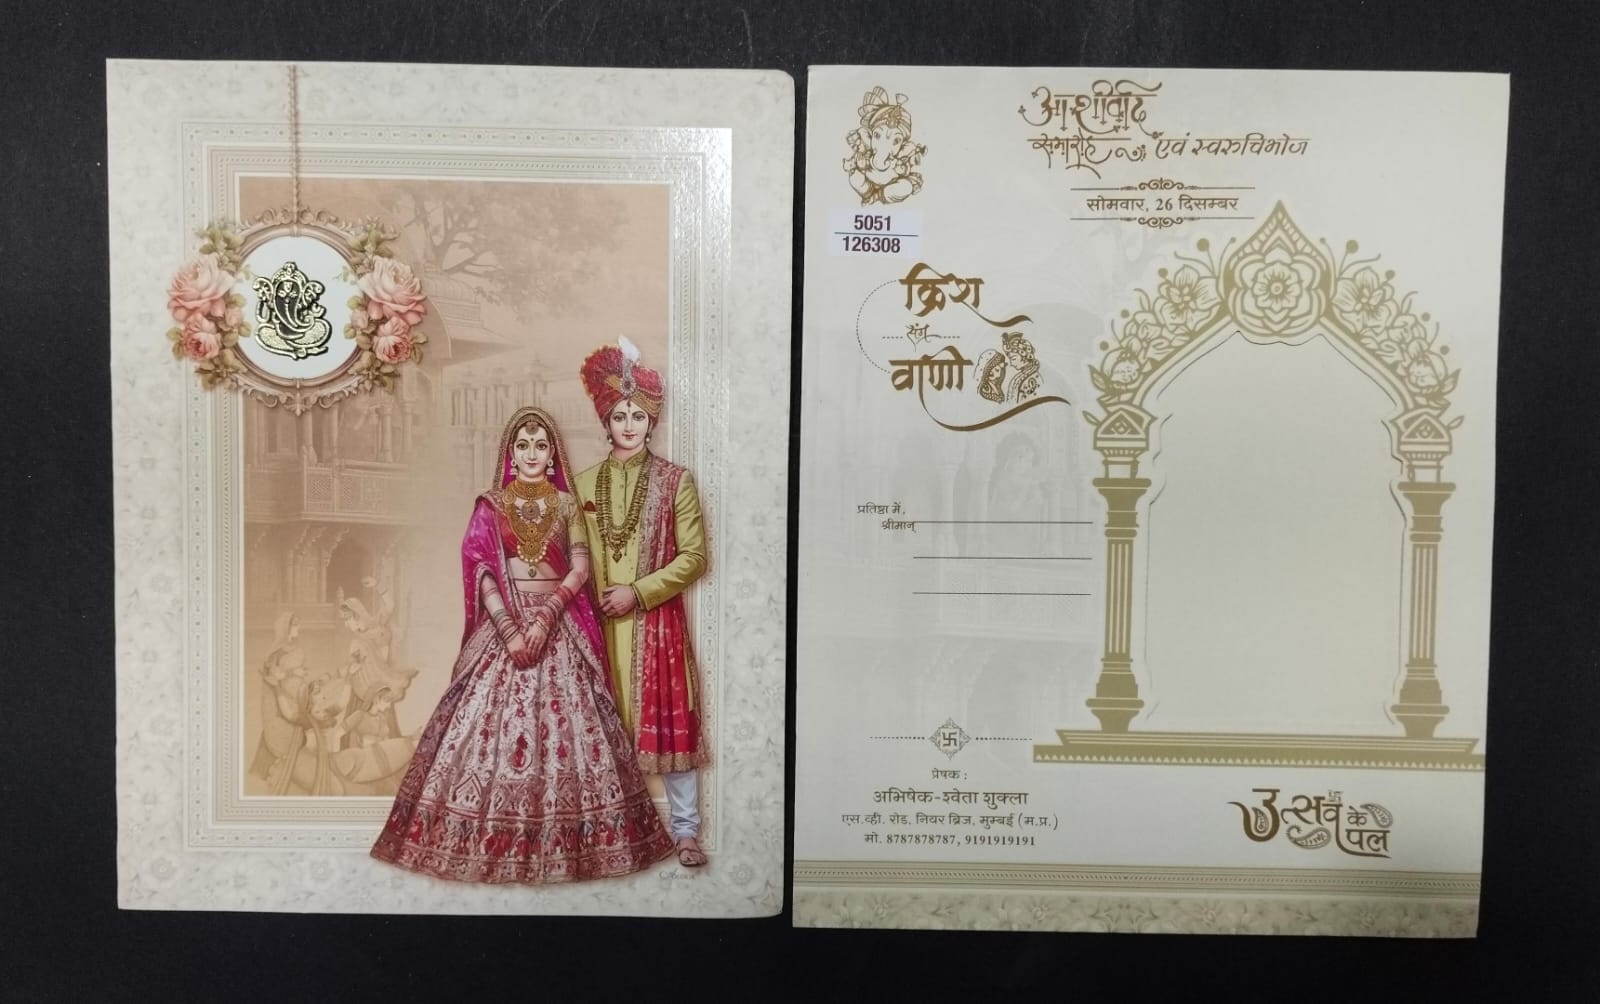 आशीर्वाद
समारोह एवं स्वरुचिभोज
सोमवार, 26 दिसम्बर
5051
126308
क्रिश
संग
वाणी
प्रतिष्ठा में,
श्रीमान्
प्रेषक :
अभिषेक-श्वेता शुक्ला
एस.व्ही. रोड, नियर ब्रिज, मुम्बई (म.प्र.)
मो. 8787878787, 9191919191
उत्सव के
पल